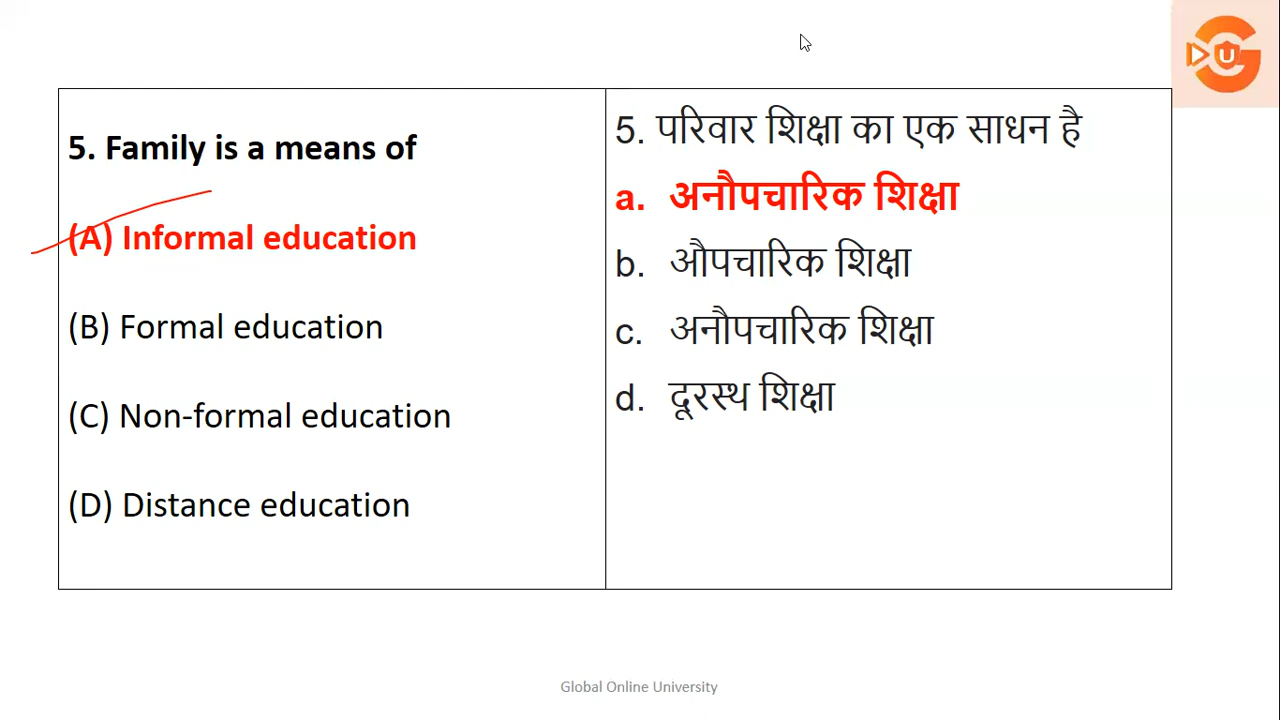 U
5. Family is a means of
(A) Informal education
(B) Formal education
(C) Non-formal education
(D) Distance education
5. परिवार शिक्षा का एक साधन है
a. अनौपचारिक शिक्षा
b. औपचारिक शिक्षा
c. अनौपचारिक शिक्षा
d. दूरस्थ शिक्षा
Global Online University